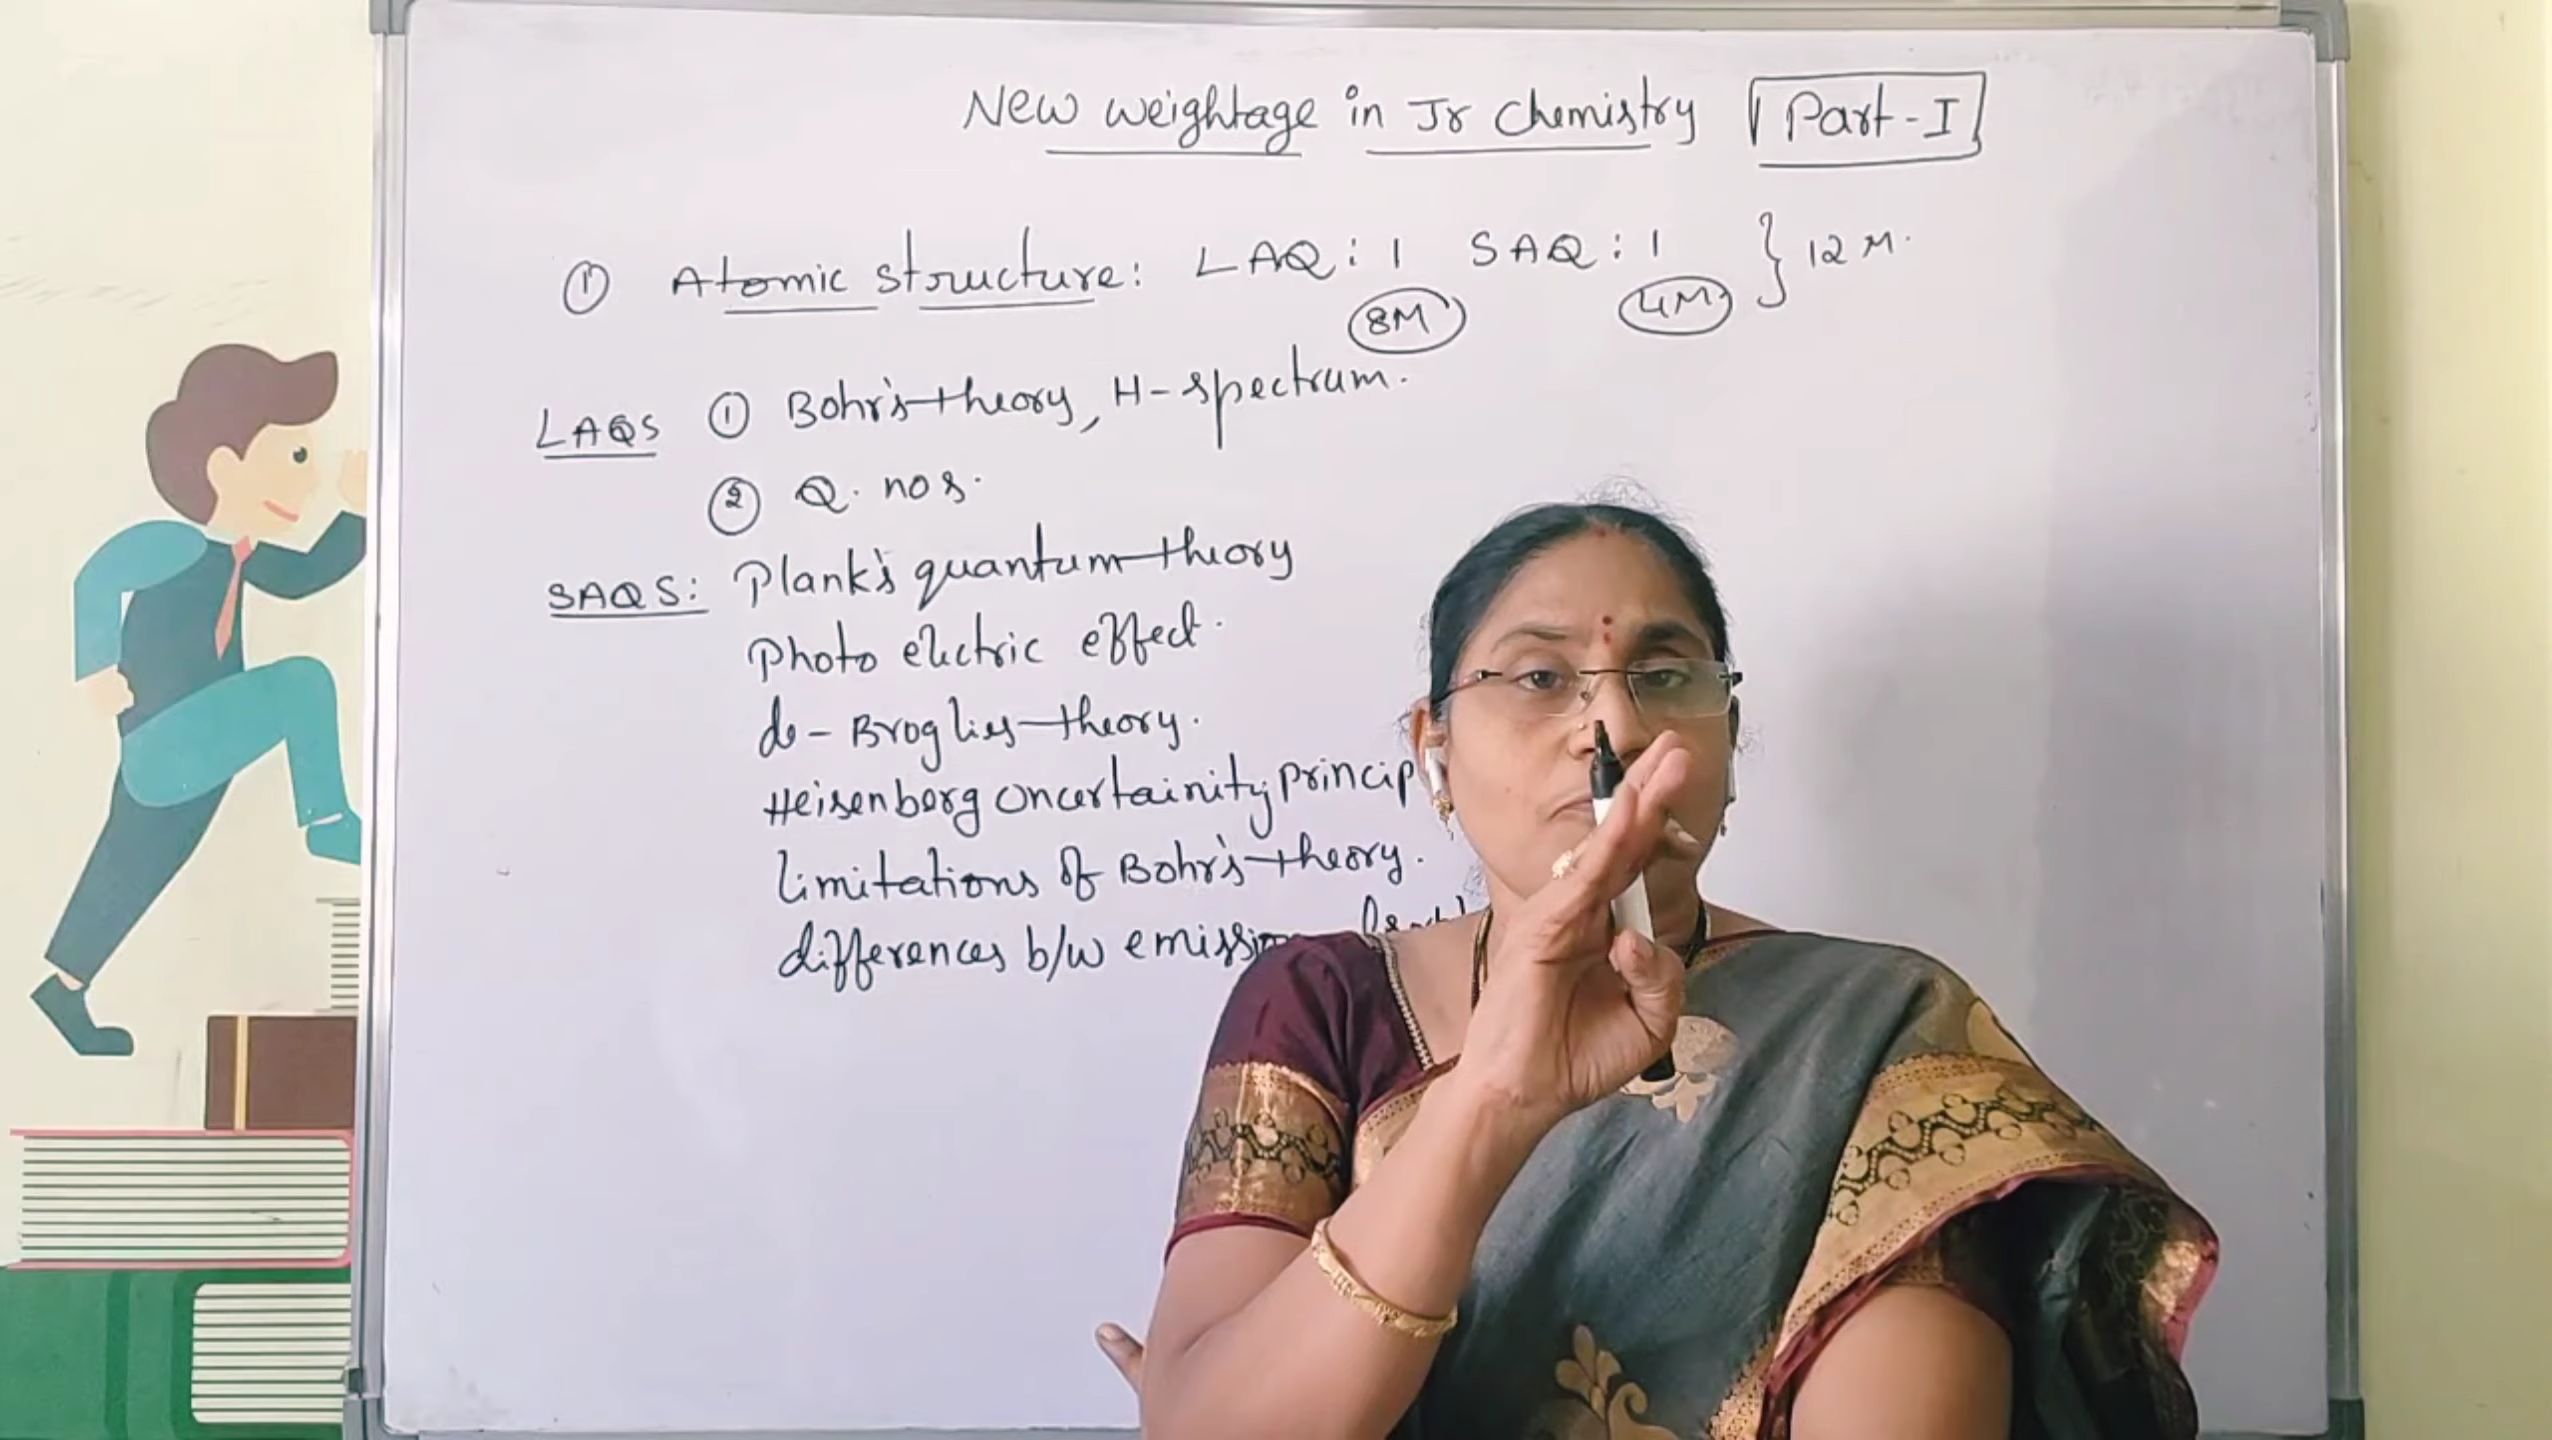 New weightage in Jr Chemistry Part-I
① Atomic structure: LAQ: 1 SAQ: 1 } 12 M.
8M 4M
LAQS ① Bohr's theory, H-spectrum.
② Q. nos.
SAQS: Plank's quantum theory
Photo electric effect.
de-Broglies theory.
Heisenberg Uncertainity Princip
limitations of Bohr's theory.
differences b/w